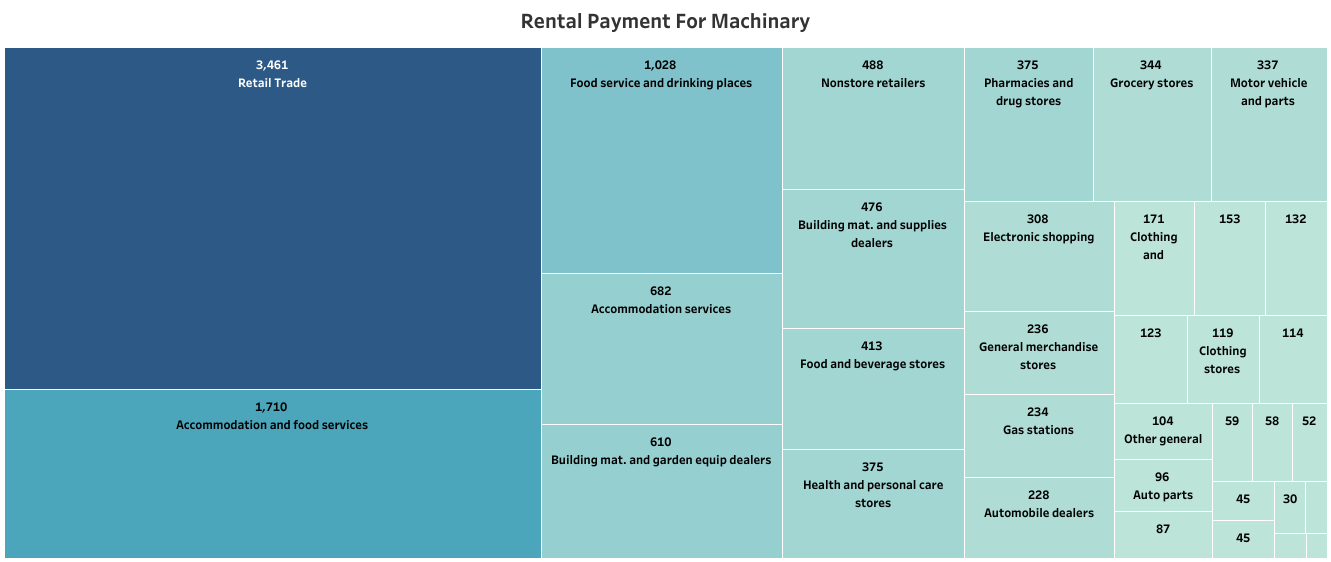 Rental Payment For Machinary
3,461
Retail Trade
1,710
Accommodation and food services
1,028
Food service and drinking places
682
Accommodation services
610
Building mat. and garden equip dealers
488
Nonstore retailers
476
Building mat. and supplies
dealers
413
Food and beverage stores
375
Health and personal care
stores
375
Pharmacies and
drug stores
344
Grocery stores
337
Motor vehicle
and parts
308
Electronic shopping
236
General merchandise
stores
234
Gas stations
228
Automobile dealers
171
Clothing
and
153
132
123
119
Clothing
stores
114
104
Other general
96
Auto parts
87
59
58
52
45
45
30